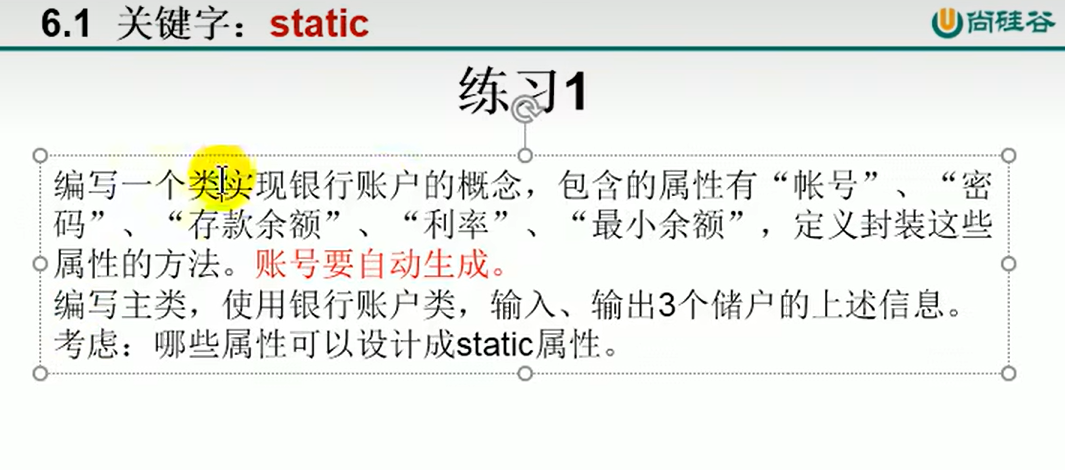 6.1 关键字：static
尚硅谷
练习1
编写一个类实现银行账户的概念，包含的属性有“帐号”、“密
码”、“存款余额”、“利率”、“最小余额”，定义封装这些
属性的方法。账号要自动生成。
编写主类，使用银行账户类，输入、输出3个储户的上述信息。
考虑：哪些属性可以设计成static属性。